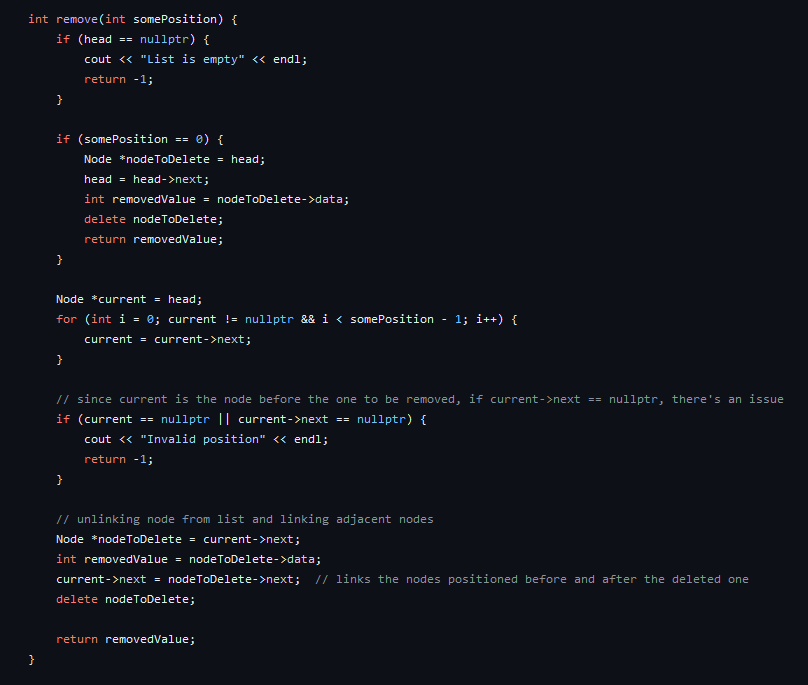 int remove(int somePosition) {
    if (head == nullptr) {
        cout << "List is empty" << endl;
        return -1;
    }

    if (somePosition == 0) {
        Node *nodeToDelete = head;
        head = head->next;
        int removedValue = nodeToDelete->data;
        delete nodeToDelete;
        return removedValue;
    }

    Node *current = head;
    for (int i = 0; current != nullptr && i < somePosition - 1; i++) {
        current = current->next;
    }

    // since current is the node before the one to be removed, if current->next == nullptr, there's an issue
    if (current == nullptr || current->next == nullptr) {
        cout << "Invalid position" << endl;
        return -1;
    }

    // unlinking node from list and linking adjacent nodes
    Node *nodeToDelete = current->next;
    int removedValue = nodeToDelete->data;
    current->next = nodeToDelete->next;  // links the nodes positioned before and after the deleted one
    delete nodeToDelete;

    return removedValue;
}